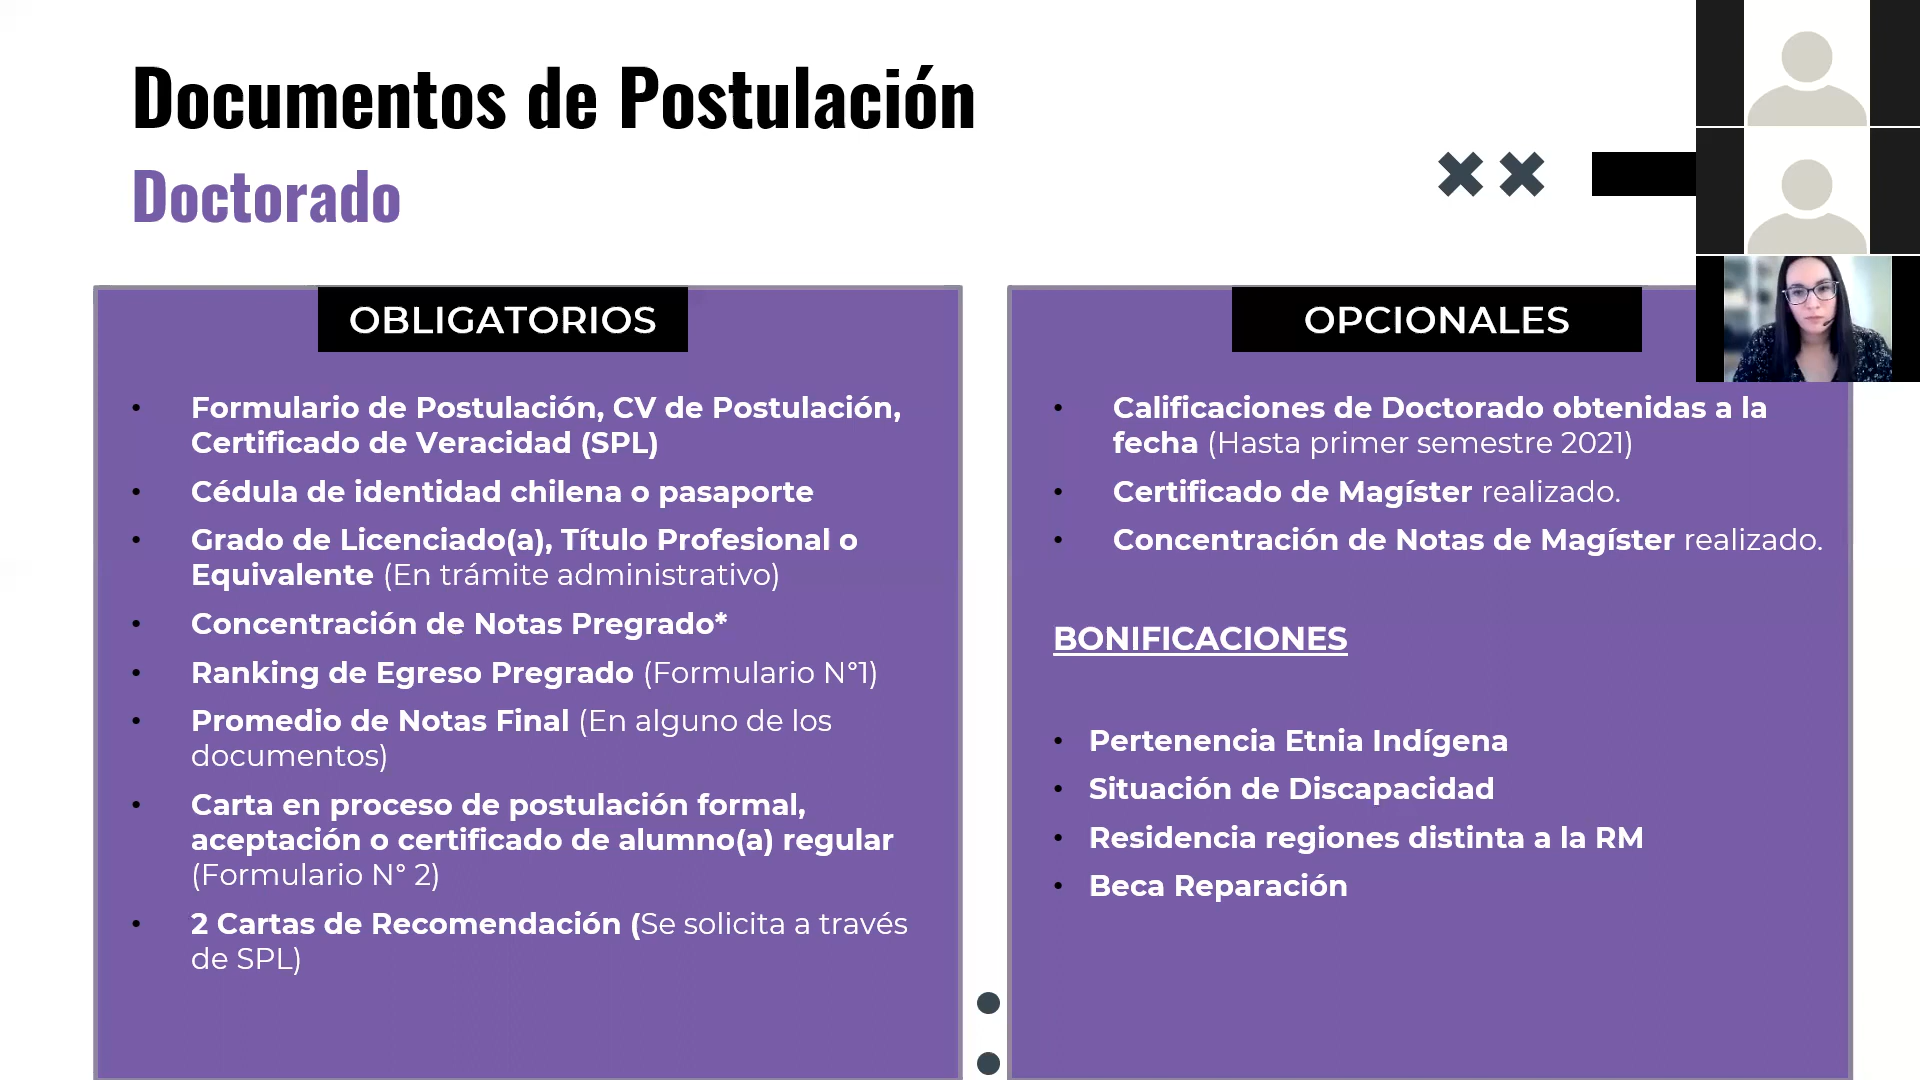 Documentos de Postulación
Doctorado
OBLIGATORIOS
• Formulario de Postulación, CV de Postulación,
Certificado de Veracidad (SPL)
• Cédula de identidad chilena o pasaporte
• Grado de Licenciado(a), Título Profesional o
Equivalente (En trámite administrativo)
• Concentración de Notas Pregrado*
• Ranking de Egreso Pregrado (Formulario N°1)
• Promedio de Notas Final (En alguno de los
documentos)
• Carta en proceso de postulación formal,
aceptación o certificado de alumno(a) regular
(Formulario N° 2)
• 2 Cartas de Recomendación (Se solicita a través
de SPL)
OPCIONALES
• Calificaciones de Doctorado obtenidas a la
fecha (Hasta primer semestre 2021)
• Certificado de Magíster realizado.
• Concentración de Notas de Magíster realizado.
BONIFICACIONES
• Pertenencia Etnia Indígena
• Situación de Discapacidad
• Residencia regiones distinta a la RM
• Beca Reparación